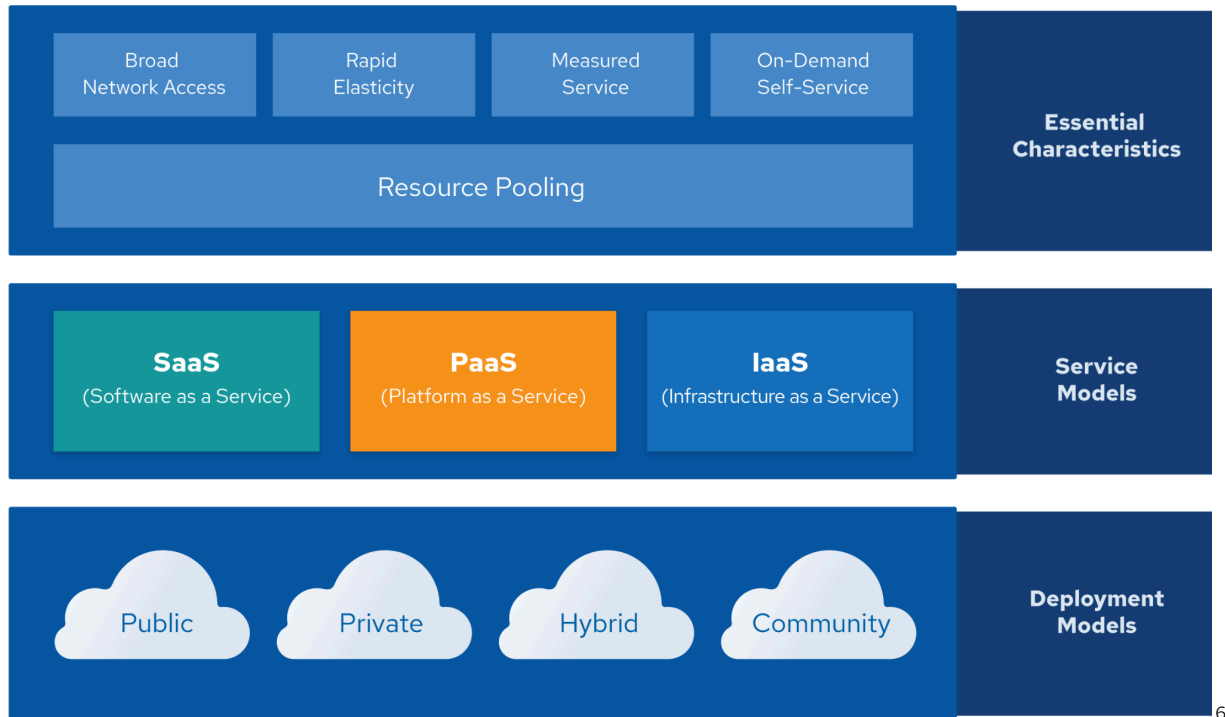 Broad
Network Access
Rapid
Elasticity
Measured
Service
On-Demand
Self-Service
Resource Pooling
Essential
Characteristics
SaaS
(Software as a Service)
PaaS
(Platform as a Service)
IaaS
(Infrastructure as a Service)
Service
Models
Public
Private
Hybrid
Community
Deployment
Models
6